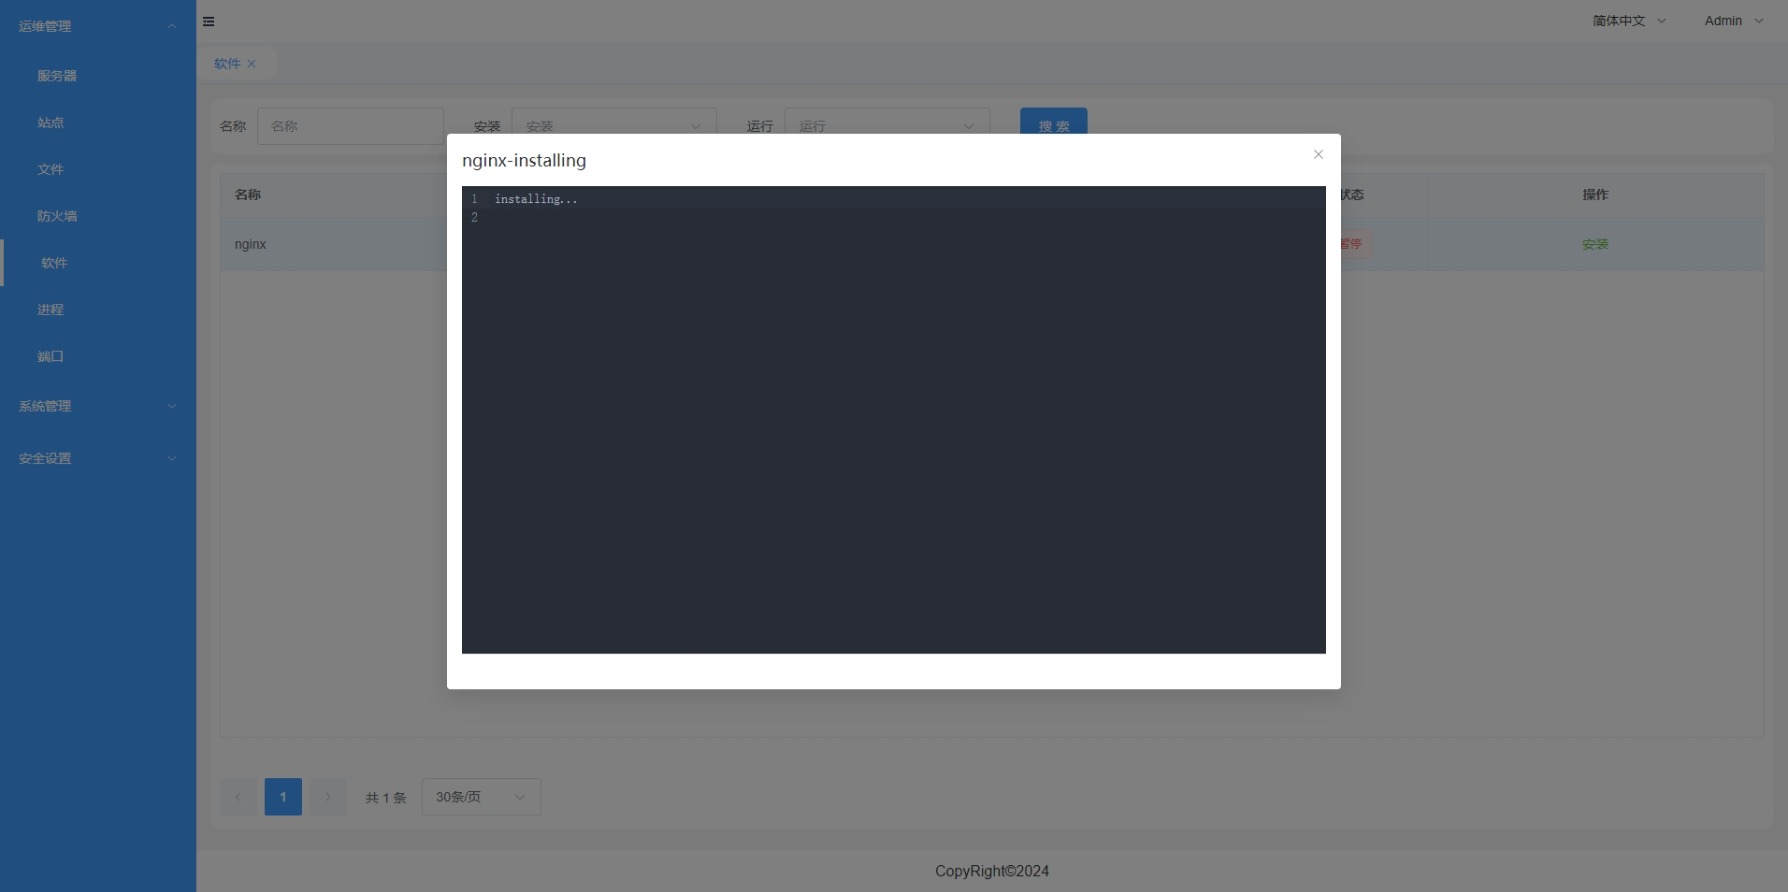 运维管理
简体中文
Admin
软件
服务器
站点
文件
防火墙
软件
进程
端口
系统管理
安全设置
名称
名称
安装
安装
运行
运行
搜 索
nginx-installing
1 installing...
2
名称
状态
操作
nginx
暂停
安装
1
共 1 条
30条/页
CopyRight©2024